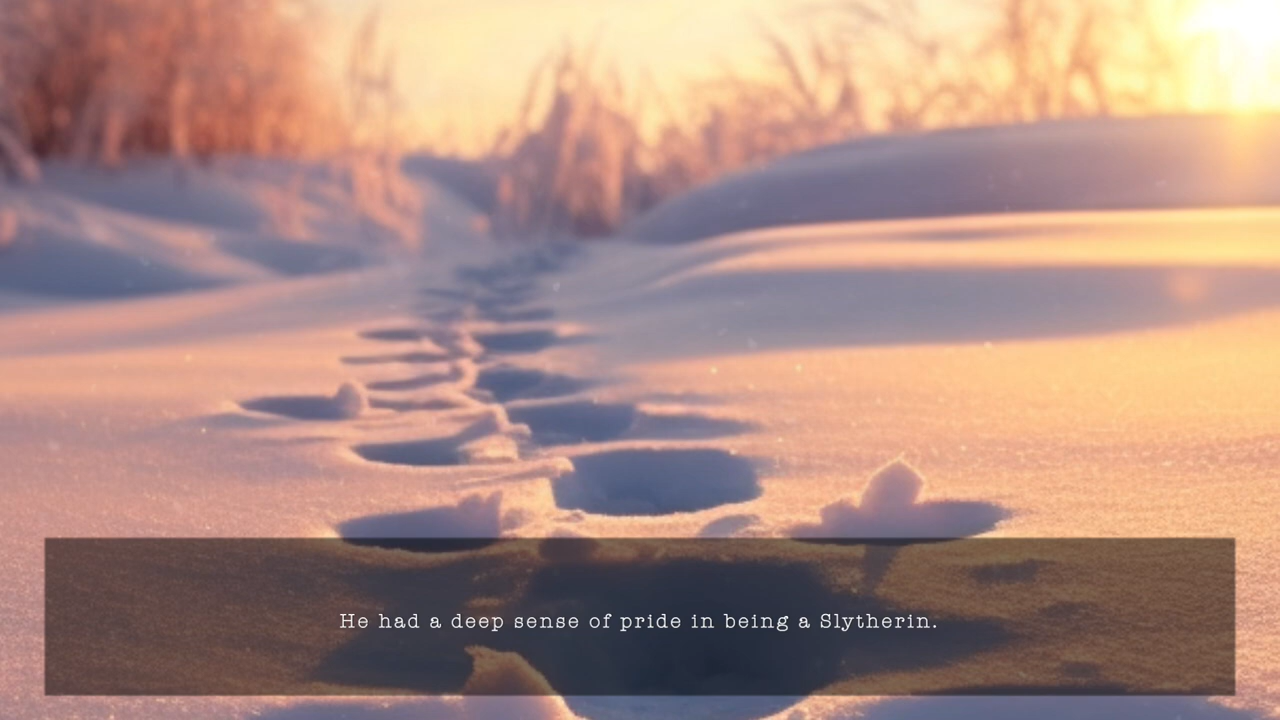 He had a deep sense of pride in being a Slytherin.